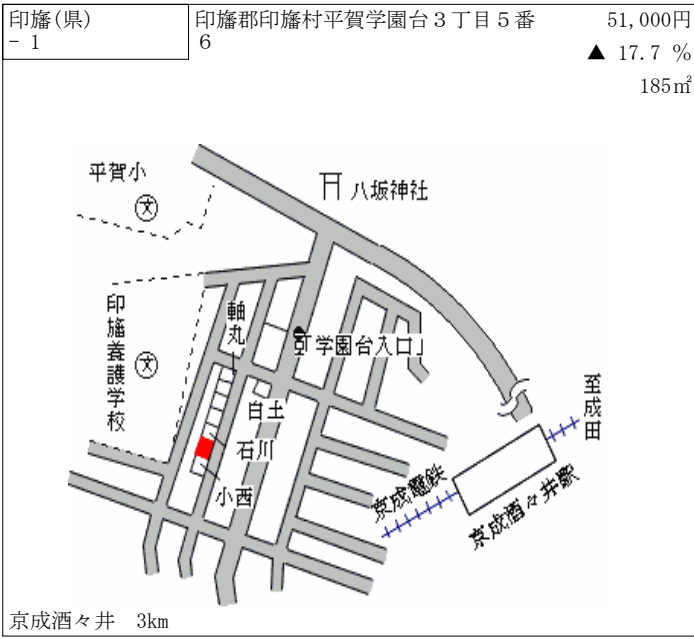 印旛(県)
- 1
印旛郡印旛村平賀学園台3丁目5番
6
51,000円
▲ 17.7 %
185㎡
平賀小
文
八坂神社
印旛養護学校
文
軸丸
「学園台入口」
白土
石川
小西
至成田
京成電鉄
京成酒々井駅
京成酒々井 3km